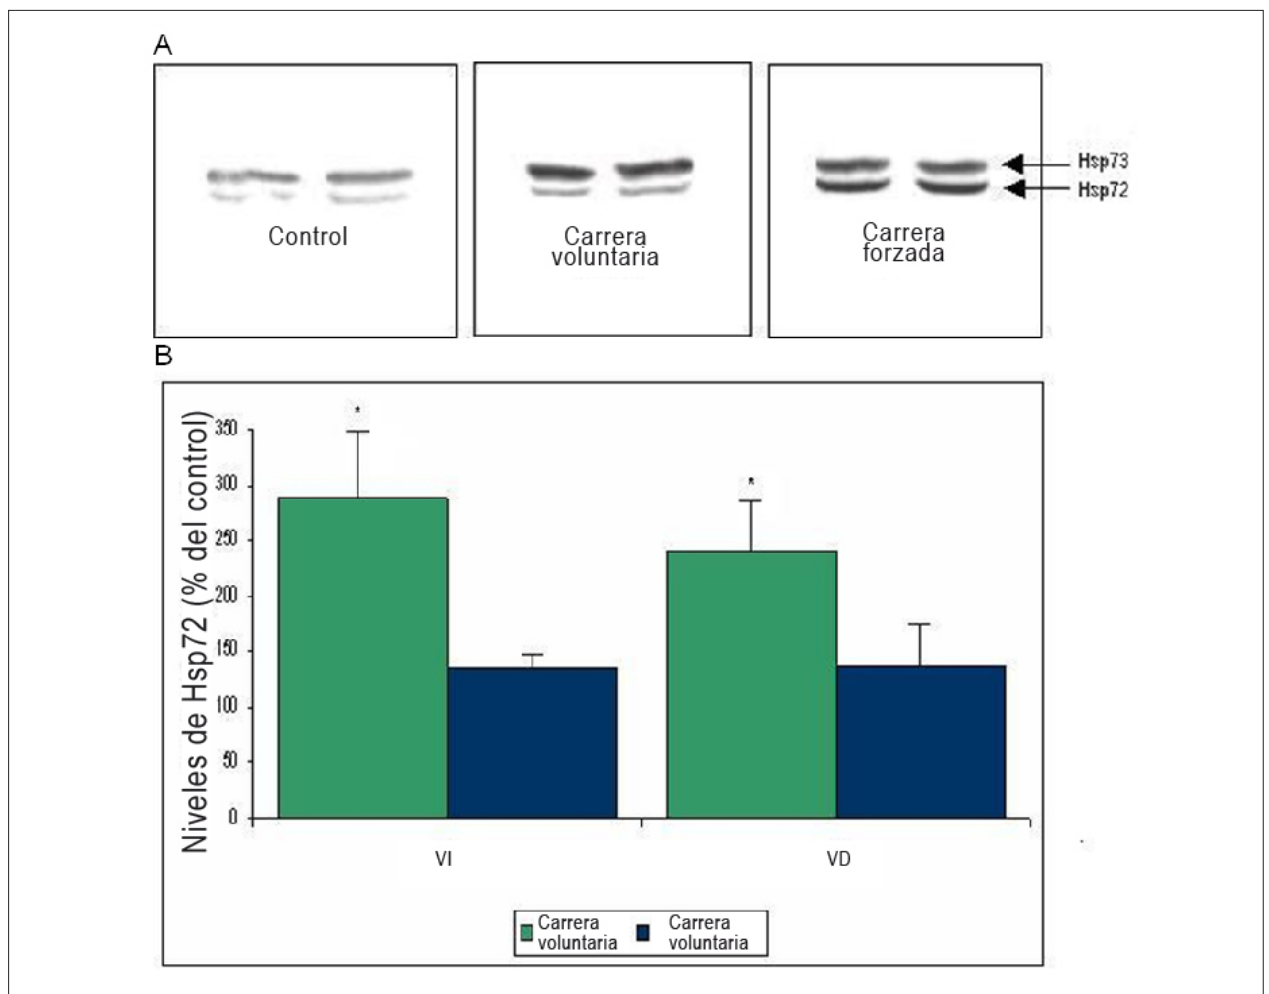 A
Hsp73
Hsp72
Control
Carrera
voluntaria
Carrera
forzada
B
Niveles de Hsp72 (% del control)
350
300
250
200
150
100
50
0
*
*
VI
VD
Carrera
voluntaria
Carrera
voluntaria